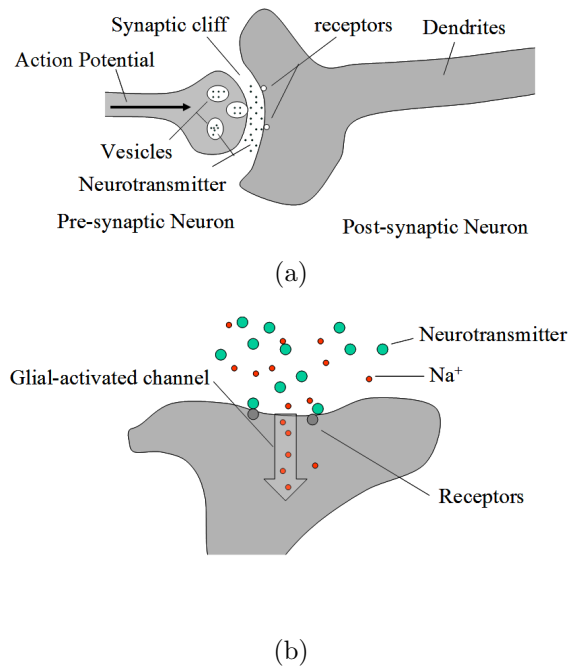 Synaptic cliff
receptors
Dendrites
Action Potential
Vesicles
Neurotransmitter
Pre-synaptic Neuron
Post-synaptic Neuron
(a)
Neurotransmitter
Glial-activated channel
Na⁺
Receptors
(b)